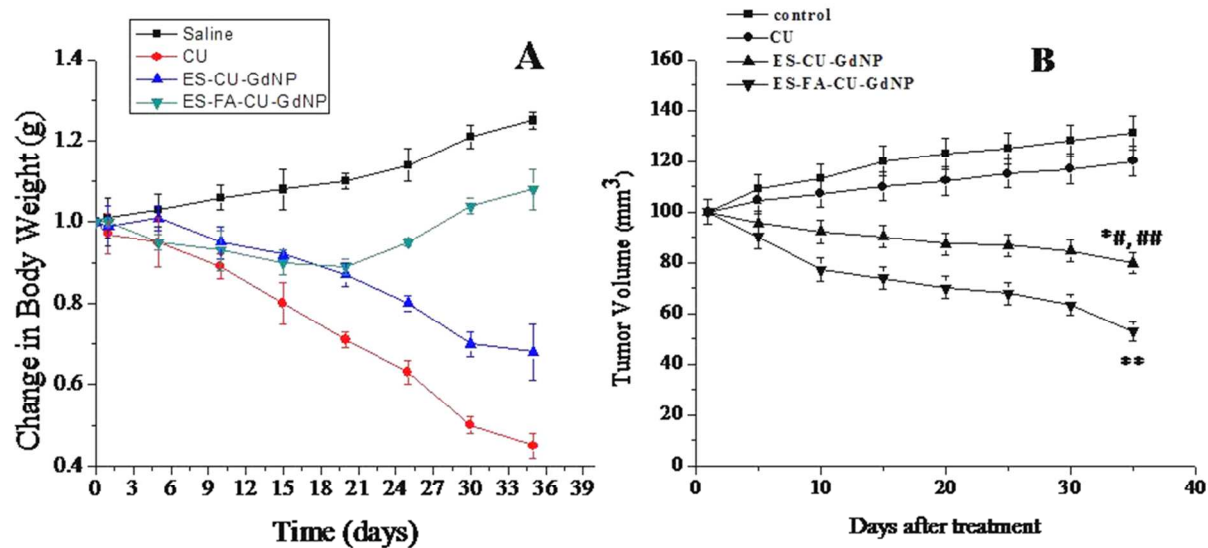 Saline
CU
ES-CU-GdNP
ES-FA-CU-GdNP
A
1.4
1.2
1.0
0.8
0.6
0.4
Change in Body Weight (g)
0 3 6 9 12 15 18 21 24 27 30 33 36 39
Time (days)
control
CU
ES-CU-GdNP
ES-FA-CU-GdNP
B
160
140
120
100
80
60
40
20
0
Tumor Volume (mm³)
*#, ##
**
0 10 20 30 40
Days after treatment